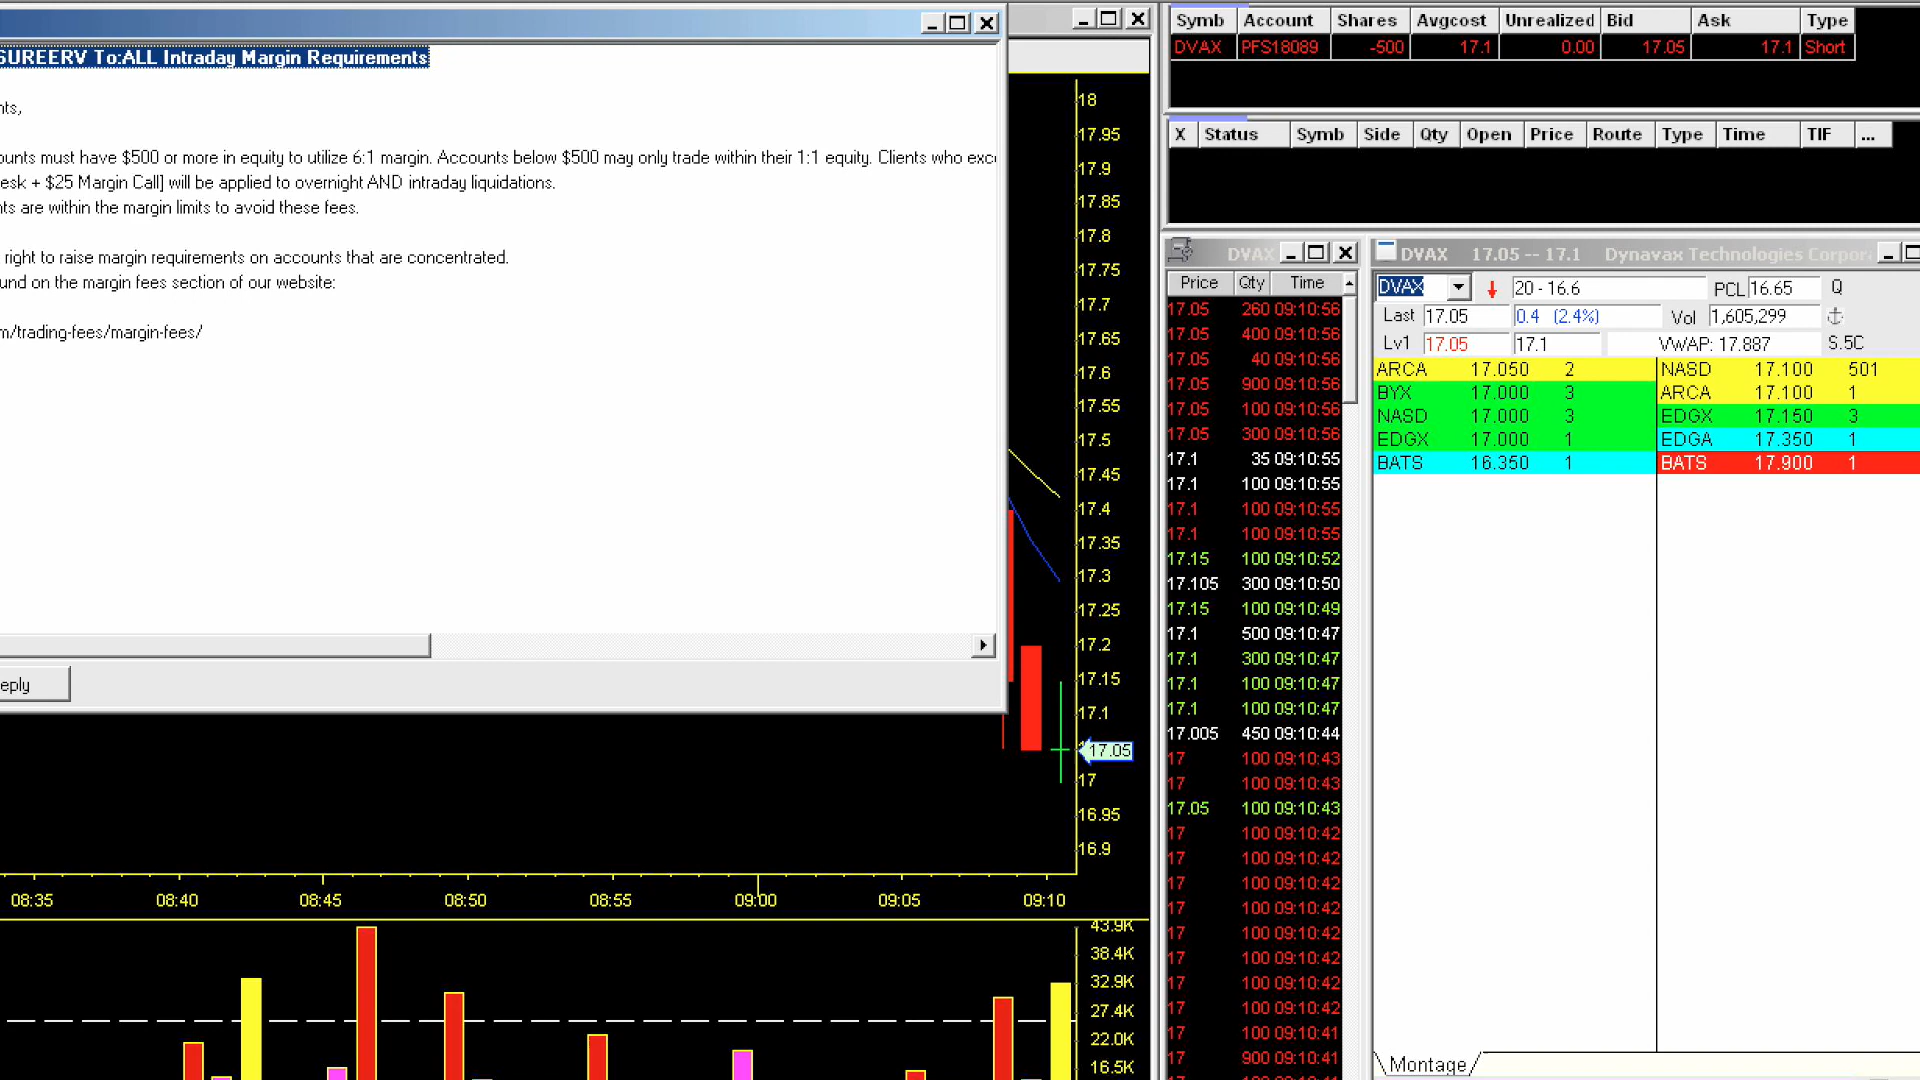 SUREERV To:ALL Intraday Margin Requirements
nts,
ounts must have $500 or more in equity to utilize 6:1 margin. Accounts below $500 may only trade within their 1:1 equity. Clients who exc
esk + $25 Margin Call] will be applied to overnight AND intraday liquidations.
nts are within the margin limits to avoid these fees.
right to raise margin requirements on accounts that are concentrated.
und on the margin fees section of our website:
m/trading-fees/margin-fees/
eply
18
17.95
17.9
17.85
17.8
17.75
17.7
17.65
17.6
17.55
17.5
17.45
17.4
17.35
17.3
17.25
17.2
17.15
17.1
17.05
17
16.95
16.9
08:35 08:40 08:45 08:50 08:55 09:00 09:05 09:10
43.9K
38.4K
32.9K
27.4K
22.0K
16.5K
Symb Account Shares Avgcost Unrealized Bid Ask Type
DVAX PFS18089 -500 17.1 0.00 17.05 17.1 Short
X Status Symb Side Qty Open Price Route Type Time TIF ...
DVAX
Price Qty Time
17.05 260 09:10:56
17.05 400 09:10:56
17.05 40 09:10:56
17.05 900 09:10:56
17.05 100 09:10:56
17.05 300 09:10:56
17.1 35 09:10:55
17.1 100 09:10:55
17.1 100 09:10:55
17.1 100 09:10:55
17.15 100 09:10:52
17.105 300 09:10:50
17.15 100 09:10:49
17.1 500 09:10:47
17.1 300 09:10:47
17.1 100 09:10:47
17.1 100 09:10:47
17.005 450 09:10:44
17 100 09:10:43
17 100 09:10:43
17.05 100 09:10:43
17 100 09:10:42
17 100 09:10:42
17 100 09:10:42
17 100 09:10:42
17 100 09:10:42
17 100 09:10:42
17 100 09:10:42
17 100 09:10:42
17 100 09:10:41
17 900 09:10:41
DVAX 17.05 -- 17.1 Dynavax Technologies Corpor
DVAX 20 - 16.6 PCL 16.65 Q
Last 17.05 0.4 (2.4%) Vol 1,605,299
Lv1 17.05 17.1 VWAP: 17.887 S.5C
ARCA 17.050 2 NASD 17.100 501
BYX 17.000 3 ARCA 17.100 1
NASD 17.000 3 EDGX 17.150 3
EDGX 17.000 1 EDGA 17.350 1
BATS 16.350 1 BATS 17.900 1
Montage